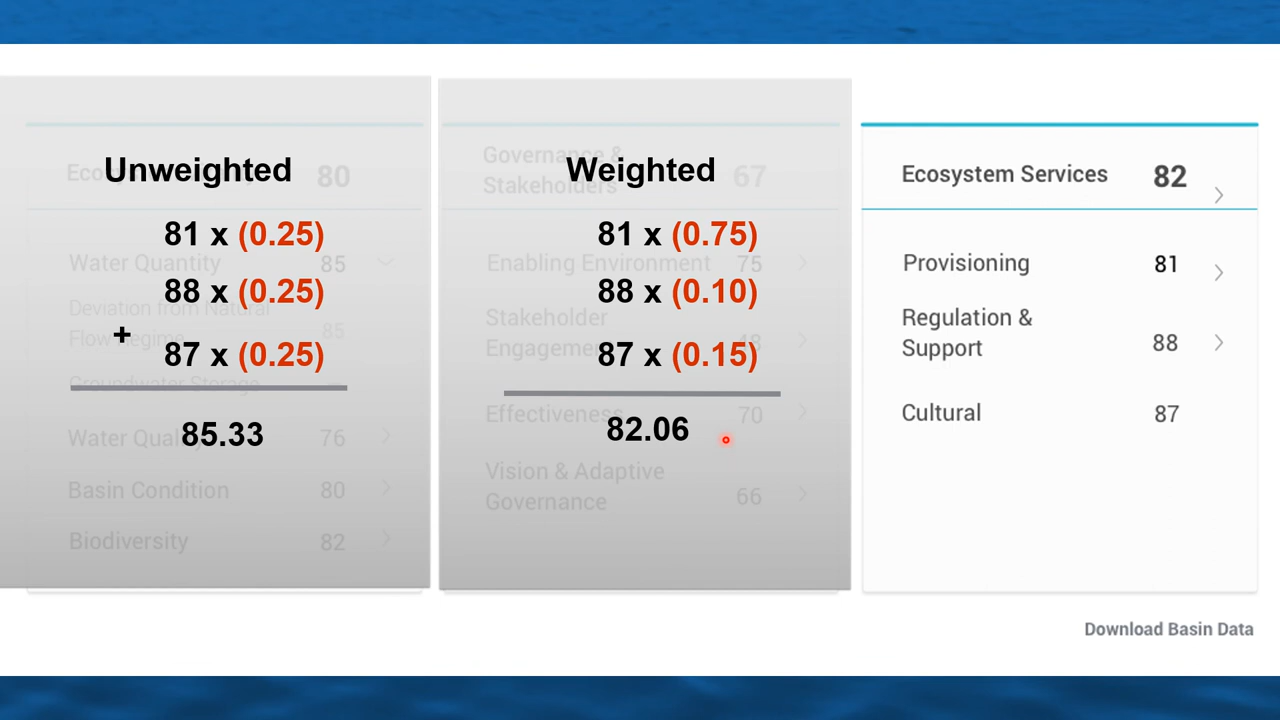 Unweighted
81 x (0.25)
88 x (0.25)
+
87 x (0.25)
85.33
Ecosystem 80
Water Quantity 85
Deviation from Natural
Flow Regime 85
Groundwater Storage
Water Quality 76
Basin Condition 80
Biodiversity 82
Weighted
81 x (0.75)
88 x (0.10)
87 x (0.15)
82.06
Governance &
Stakeholders 67
Enabling Environment 75
Stakeholder
Engagement 48
Effectiveness 70
Vision & Adaptive
Governance 66
Ecosystem Services 82
Provisioning 81
Regulation &
Support 88
Cultural 87
Download Basin Data